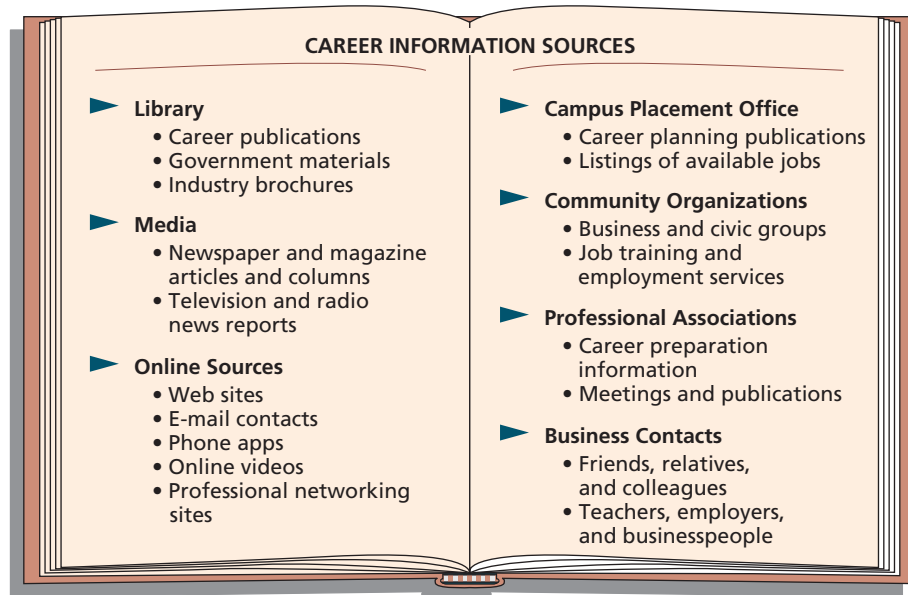 CAREER INFORMATION SOURCES
Library
• Career publications
• Government materials
• Industry brochures
Media
• Newspaper and magazine
articles and columns
• Television and radio
news reports
Online Sources
• Web sites
• E-mail contacts
• Phone apps
• Online videos
• Professional networking
sites
Campus Placement Office
• Career planning publications
• Listings of available jobs
Community Organizations
• Business and civic groups
• Job training and
employment services
Professional Associations
• Career preparation
information
• Meetings and publications
Business Contacts
• Friends, relatives,
and colleagues
• Teachers, employers,
and businesspeople